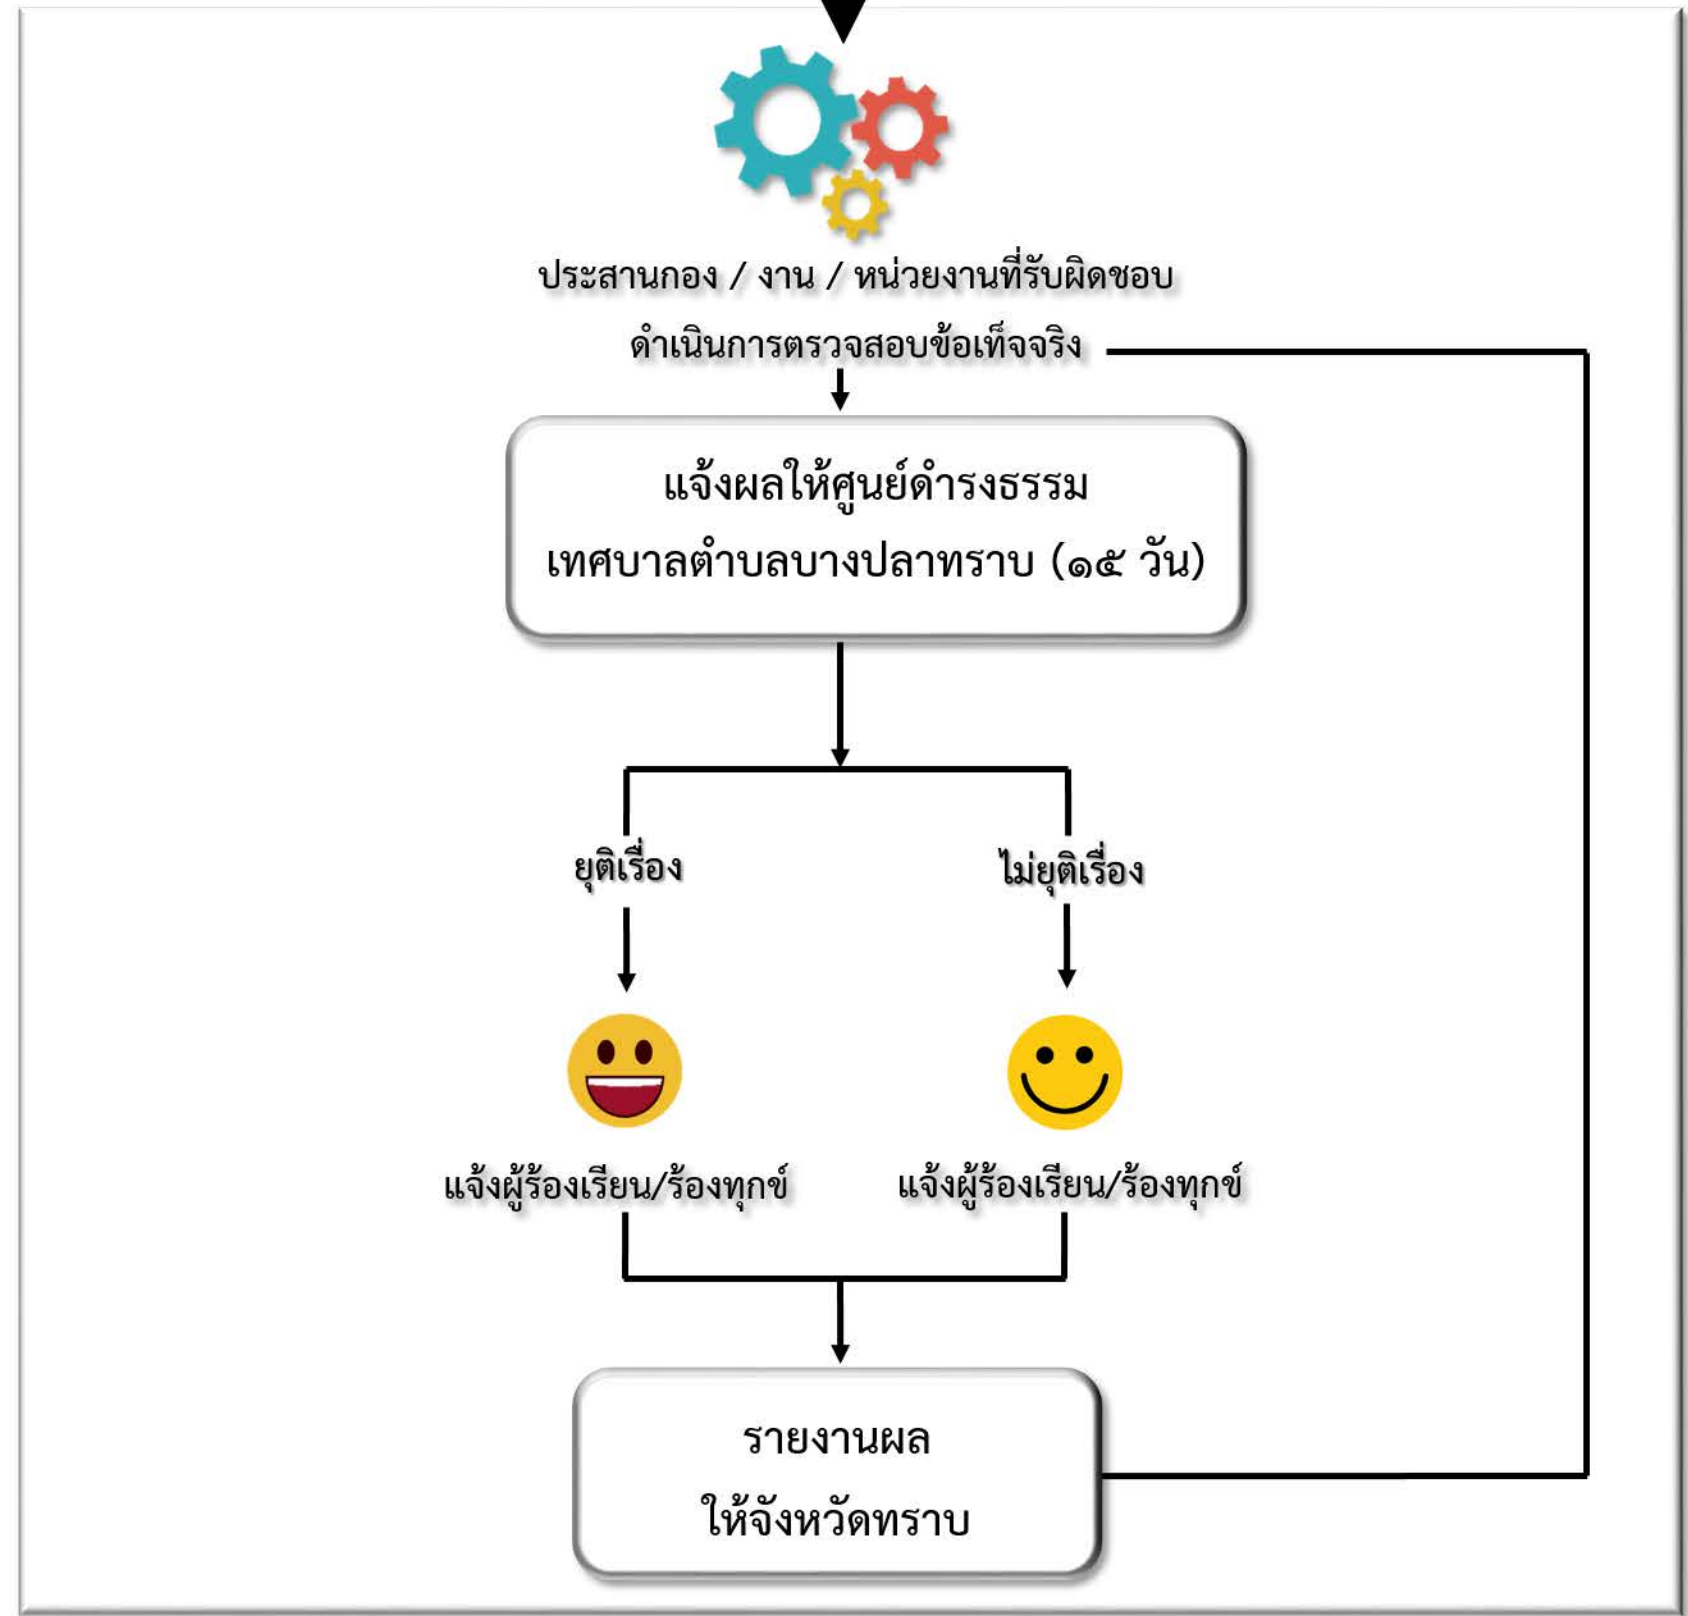 ประสานกอง / งาน / หน่วยงานที่รับผิดชอบ
ดำเนินการตรวจสอบข้อเท็จจริง
แจ้งผลให้ศูนย์ดำรงธรรม
เทศบาลตำบลบางปลาทราบ (๑๕ วัน)
ยุติเรื่อง
ไม่ยุติเรื่อง
แจ้งผู้ร้องเรียน/ร้องทุกข์
แจ้งผู้ร้องเรียน/ร้องทุกข์
รายงานผล
ให้จังหวัดทราบ